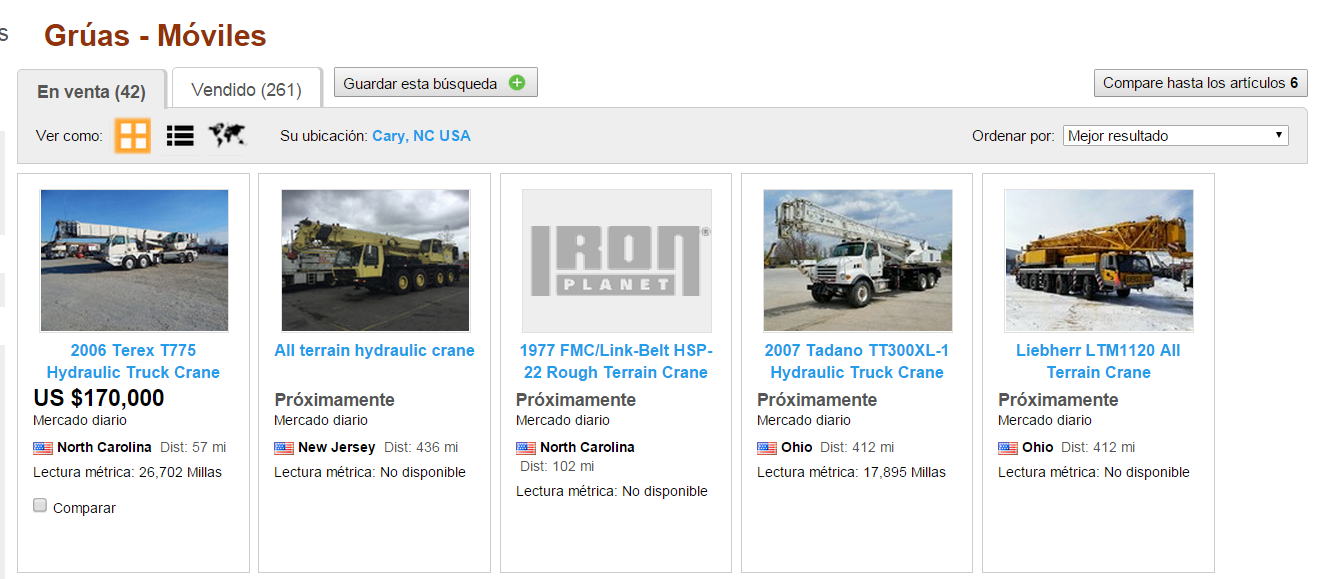 s
Grúas - Móviles
En venta (42)
Vendido (261)
Guardar esta búsqueda
Compare hasta los artículos 6
Ver como:
Su ubicación: Cary, NC USA
Ordenar por:
Mejor resultado
2006 Terex T775
Hydraulic Truck Crane
US $170,000
Mercado diario
North Carolina Dist: 57 mi
Lectura métrica: 26,702 Millas
Comparar
All terrain hydraulic crane
Próximamente
Mercado diario
New Jersey Dist: 436 mi
Lectura métrica: No disponible
IRON
PLANET
®
1977 FMC/Link-Belt HSP-
22 Rough Terrain Crane
Próximamente
Mercado diario
North Carolina
Dist: 102 mi
Lectura métrica: No disponible
2007 Tadano TT300XL-1
Hydraulic Truck Crane
Próximamente
Mercado diario
Ohio Dist: 412 mi
Lectura métrica: 17,895 Millas
Liebherr LTM1120 All
Terrain Crane
Próximamente
Mercado diario
Ohio Dist: 412 mi
Lectura métrica: No disponible